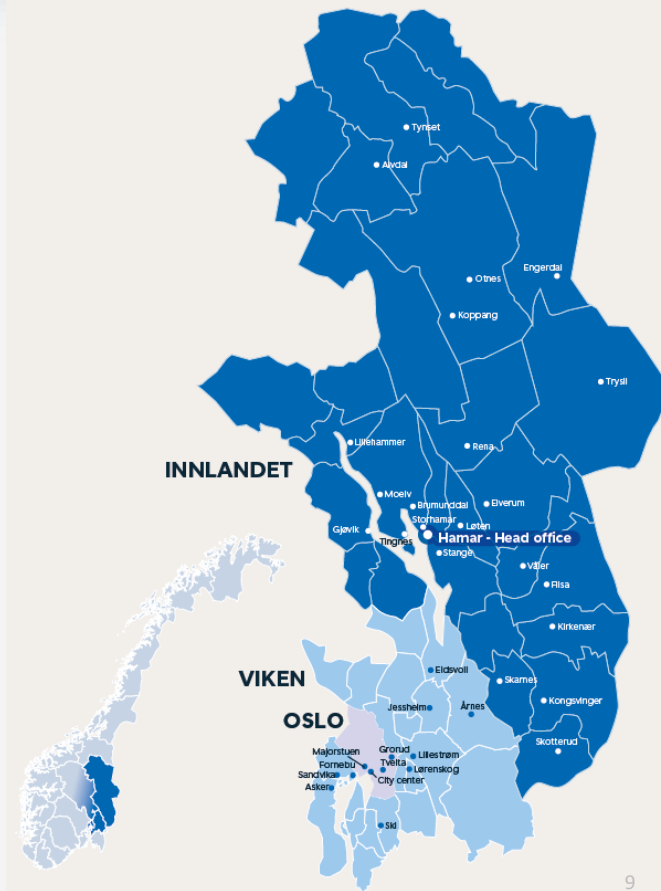 Tynset
Alvdal
Engerdal
Otnes
Koppang
Trysil
Lillehammer
Rena
INNLANDET
Moelv
Brumunddal
Elverum
Storhamar
Løten
Gjøvik
Tingnes
Hamar - Head office
Stange
Våler
Flisa
Kirkenær
Eidsvoll
VIKEN
Skarnes
Kongsvinger
Jessheim
Årnes
OSLO
Skotterud
Majorstuen
Grorud
Lillestrøm
Fornebu
Tveita
Lørenskog
Sandvika
City center
Asker
Ski
9